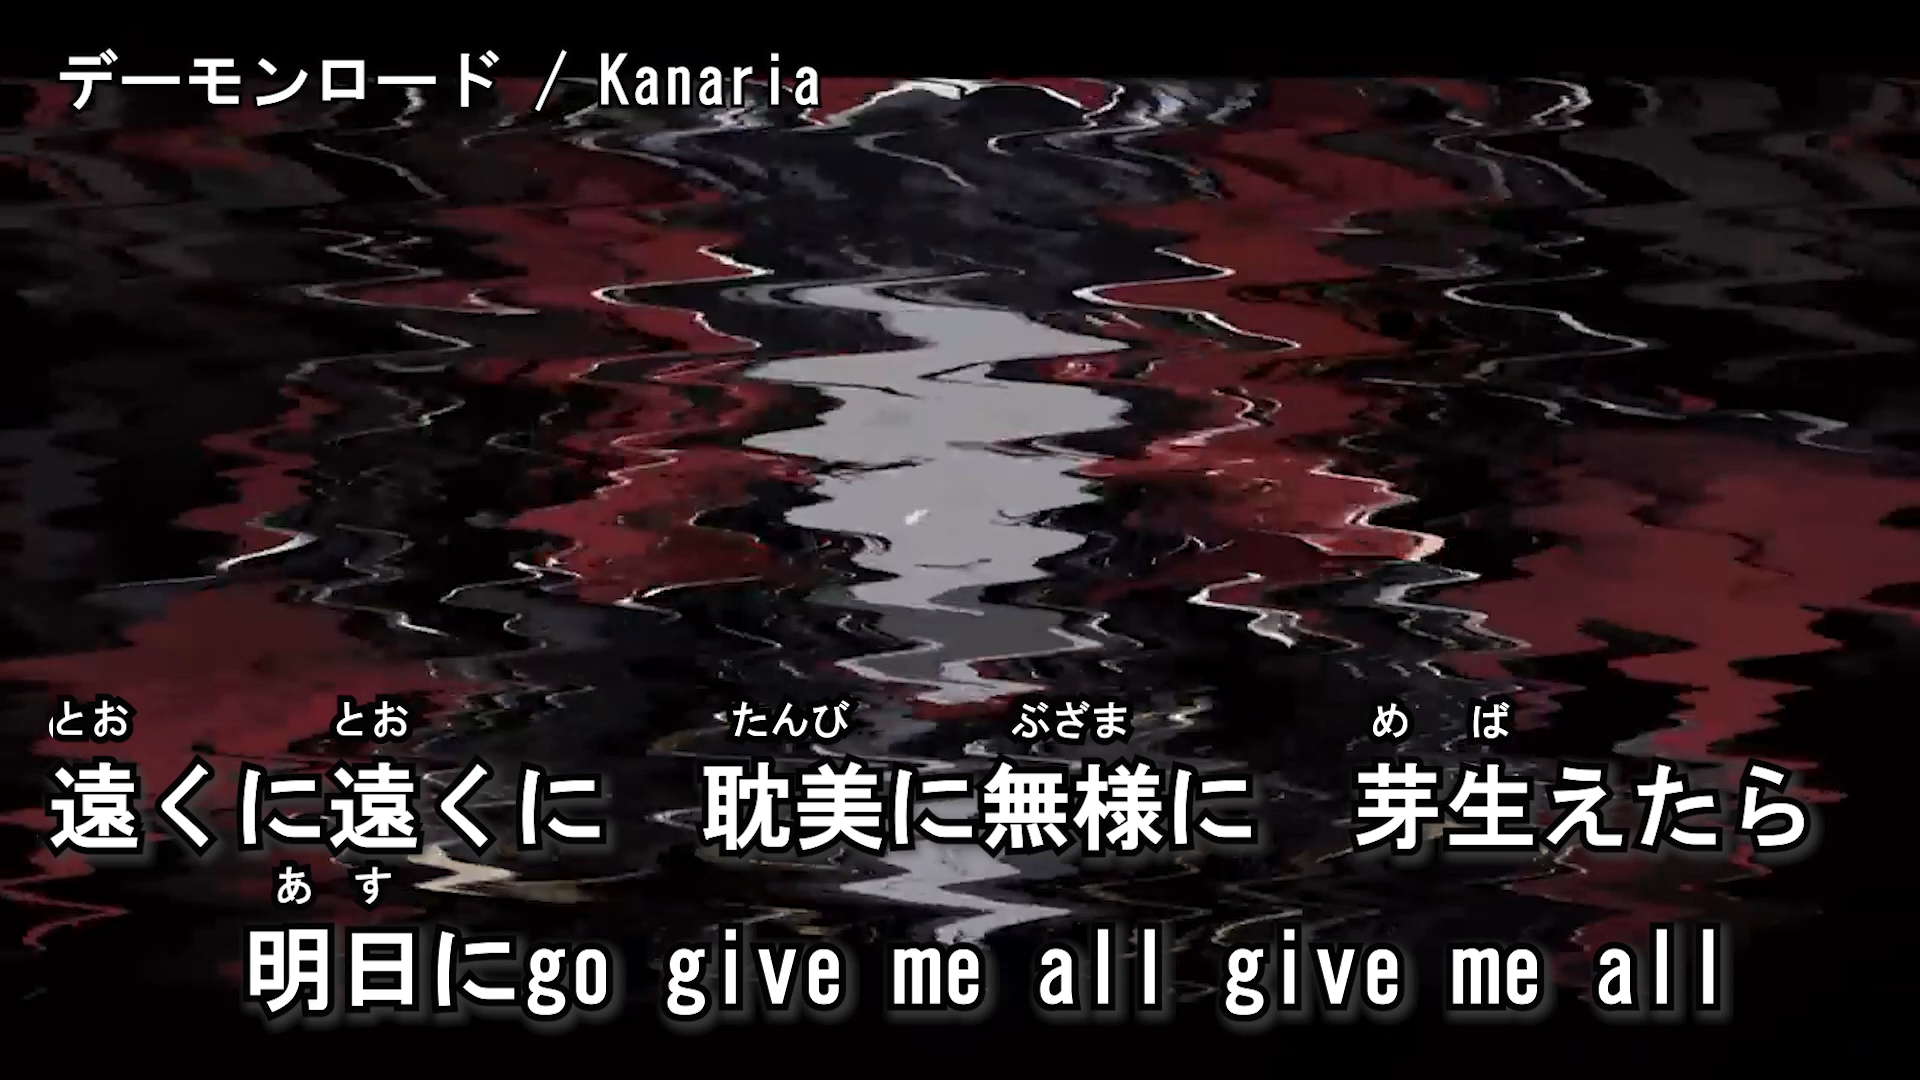 デーモンロード / Kanaria
とお とお たんび ぶざま め ば
遠くに遠くに　耽美に無様に　芽生えたら
あ す
明日にgo give me all give me all